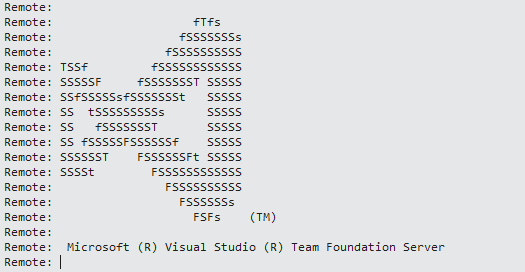 Remote:
Remote:                    fTfs
Remote:                  fSSSSSSSs
Remote:                fSSSSSSSSSS
Remote: TSSf         fSSSSSSSSSSSS
Remote: SSSSSF     fSSSSSSST SSSSS
Remote: SSfSSSSSsfSSSSSSSt   SSSSS
Remote: SS  tSSSSSSSSSs      SSSSS
Remote: SS   fSSSSSSST       SSSSS
Remote: SS fSSSSSFSSSSSSf    SSSSS
Remote: SSSSSST    FSSSSSSFt SSSSS
Remote: SSSSt        FSSSSSSSSSSSS
Remote:                FSSSSSSSSSS
Remote:                  FSSSSSSs
Remote:                    FSFs    (TM)
Remote:
Remote:  Microsoft (R) Visual Studio (R) Team Foundation Server
Remote: